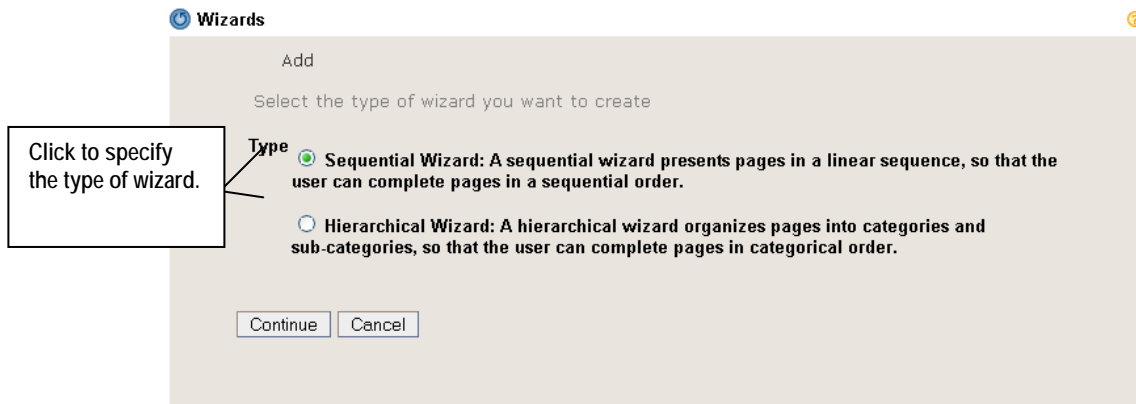 Wizards
Add
Select the type of wizard you want to create
Click to specify
the type of wizard.
Type
Sequential Wizard: A sequential wizard presents pages in a linear sequence, so that the
user can complete pages in a sequential order.
Hierarchical Wizard: A hierarchical wizard organizes pages into categories and
sub-categories, so that the user can complete pages in categorical order.
Continue Cancel